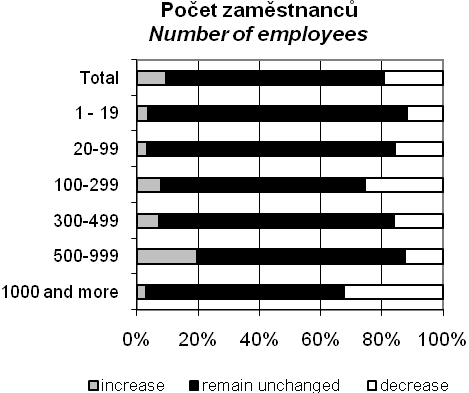 Počet zaměstnanců
Number of employees
Total
1 - 19
20-99
100-299
300-499
500-999
1000 and more
0% 20% 40% 60% 80% 100%
increase remain unchanged decrease